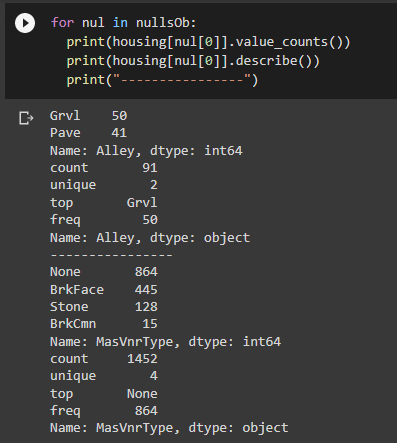 for nul in nullsOb:
  print(housing[nul[0]].value_counts())
  print(housing[nul[0]].describe())
  print("----------------")
Grvl    50
Pave    41
Name: Alley, dtype: int64
count       91
unique       2
top       Grvl
freq        50
Name: Alley, dtype: object
----------------
None       864
BrkFace    445
Stone      128
BrkCmn      15
Name: MasVnrType, dtype: int64
count     1452
unique       4
top       None
freq       864
Name: MasVnrType, dtype: object